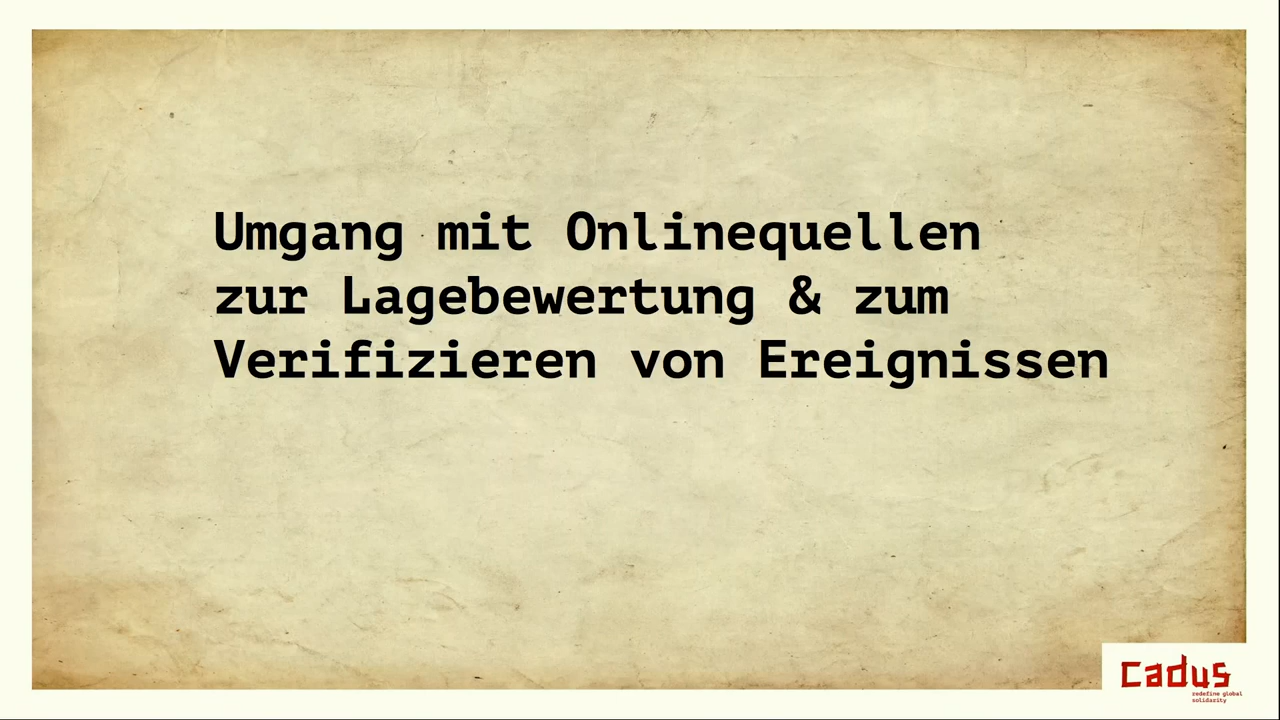 Umgang mit Onlinequellen
zur Lagebewertung & zum
Verifizieren von Ereignissen
cadus
redefine global
solidarity